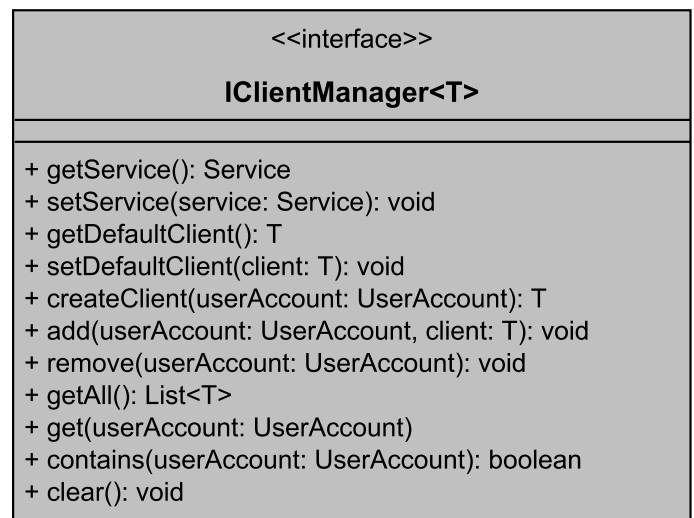 <<interface>>
IClientManager<T>
+ getService(): Service
+ setService(service: Service): void
+ getDefaultClient(): T
+ setDefaultClient(client: T): void
+ createClient(userAccount: UserAccount): T
+ add(userAccount: UserAccount, client: T): void
+ remove(userAccount: UserAccount): void
+ getAll(): List<T>
+ get(userAccount: UserAccount)
+ contains(userAccount: UserAccount): boolean
+ clear(): void